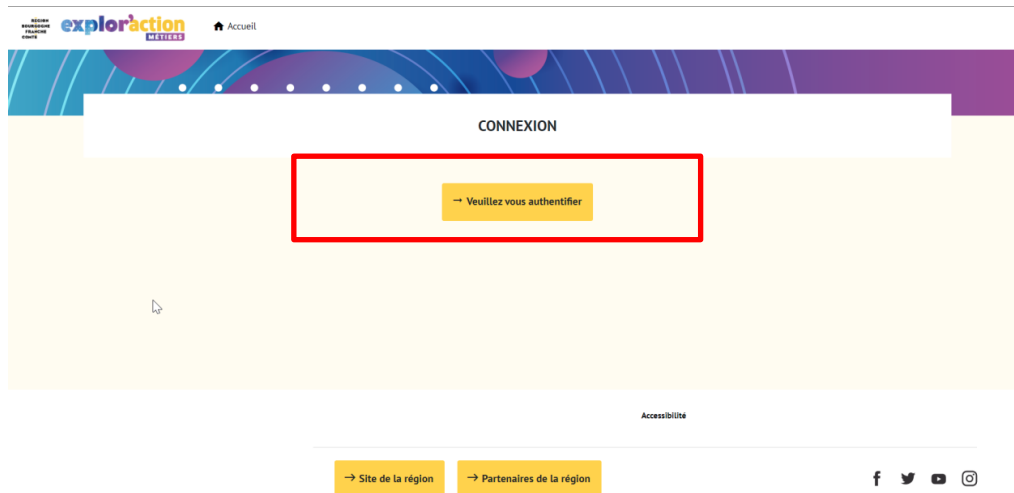 RÉGION
BOURGOGNE
FRANCHE
COMTÉ
explor'action
MÉTIERS
Accueil
CONNEXION
→ Veuillez vous authentifier
Accessibilité
→ Site de la région
→ Partenaires de la région